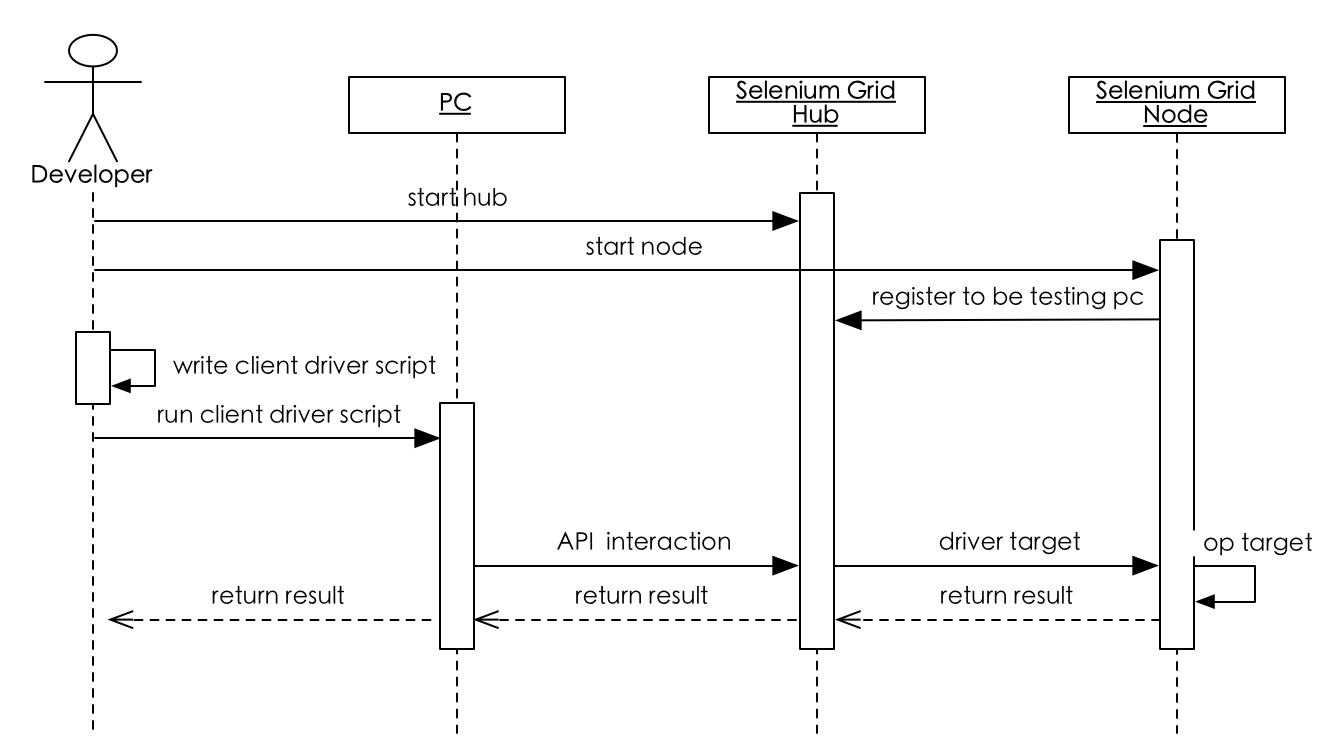 PC
Selenium Grid
Hub
Selenium Grid
Node
Developer
start hub
start node
register to be testing pc
write client driver script
run client driver script
API interaction
driver target
op target
return result
return result
return result